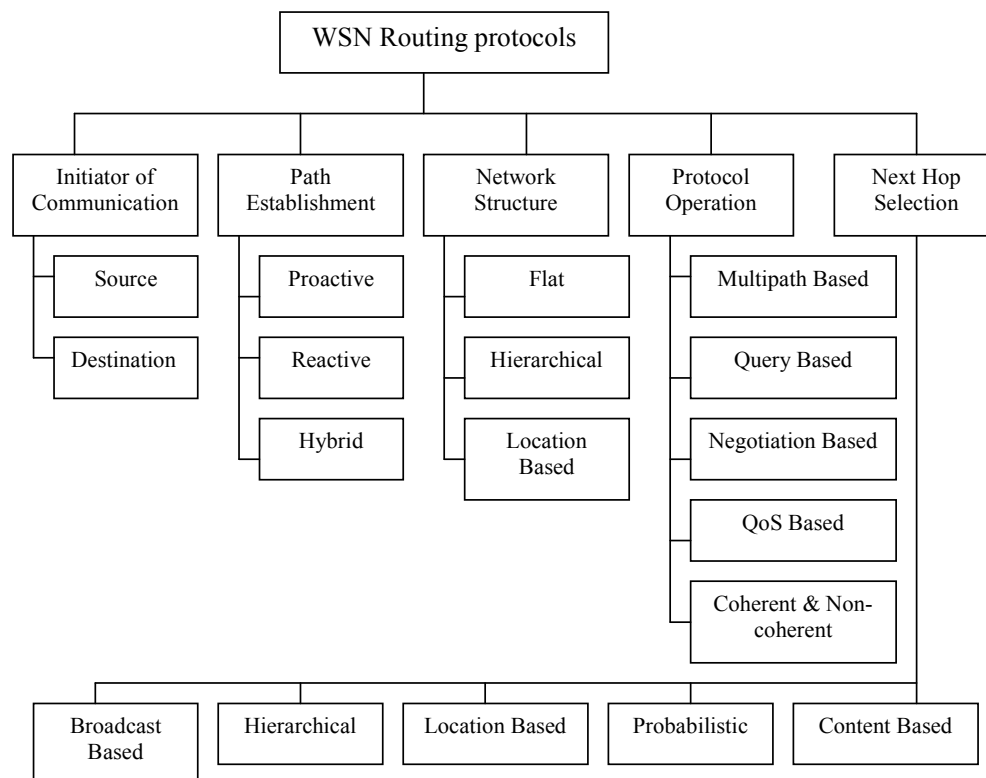 WSN Routing protocols
Initiator of
Communication
Path
Establishment
Network
Structure
Protocol
Operation
Next Hop
Selection
Source
Destination
Proactive
Reactive
Hybrid
Flat
Hierarchical
Location
Based
Multipath Based
Query Based
Negotiation Based
QoS Based
Coherent & Non-
coherent
Broadcast
Based
Hierarchical
Location Based
Probabilistic
Content Based